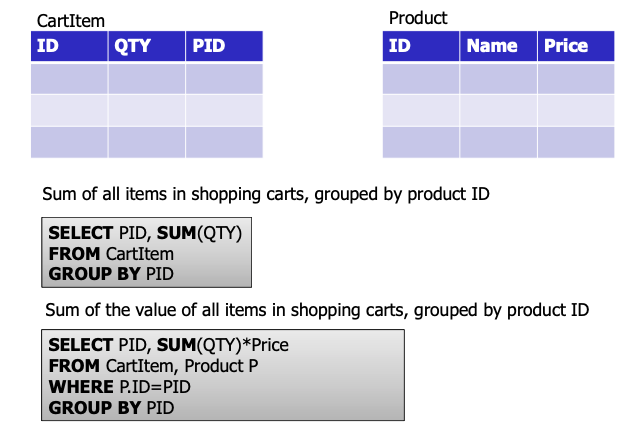 CartItem
Product
ID QTY PID
ID Name Price
Sum of all items in shopping carts, grouped by product ID
SELECT PID, SUM(QTY)
FROM CartItem
GROUP BY PID
Sum of the value of all items in shopping carts, grouped by product ID
SELECT PID, SUM(QTY)*Price
FROM CartItem, Product P
WHERE P.ID=PID
GROUP BY PID